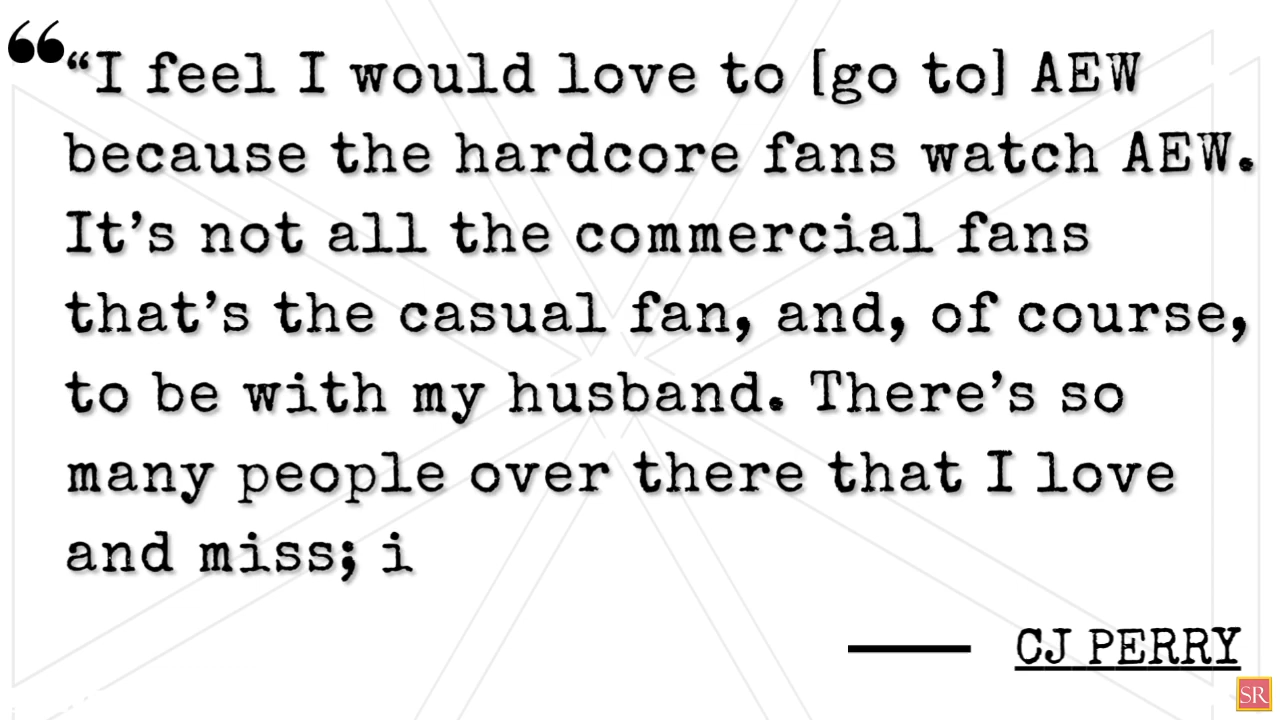 “
“I feel I would love to [go to] AEW
because the hardcore fans watch AEW.
It’s not all the commercial fans
that’s the casual fan, and, of course,
to be with my husband. There’s so
many people over there that I love
and miss; i
CJ PERRY
SR